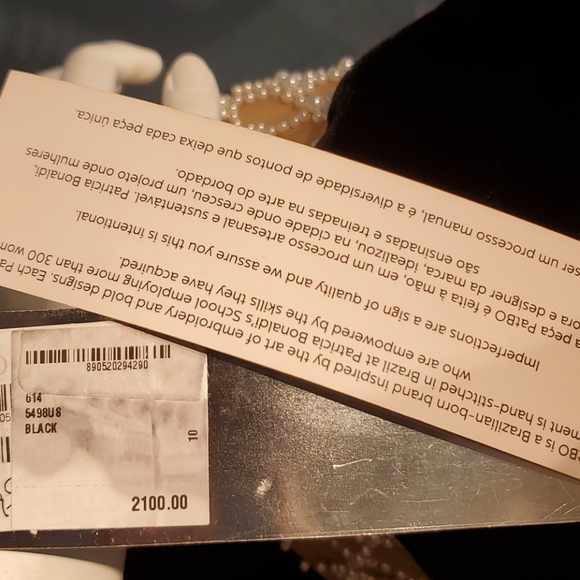 tBO is a Brazilian-born brand inspired by the art of embroidery and bold designs. Each Pa
ment is hand-stitched in Brazil at Patricia Bonaldi's School employing more than 300 wom
who are empowered by the skills they have acquired.
Imperfections are a sign of quality and we assure you this is intentional.
a peça PatBO é feita à mão, em um processo artesanal e sustentável. Patricia Bonaldi,
ora e designer da marca, idealizou, na cidade onde cresceu, um projeto onde mulheres
são ensinadas e treinadas na arte do bordado.
ser um processo manual, é a diversidade de pontos que deixa cada peça única.
890520294290
614
5498US
BLACK
10
2100.00